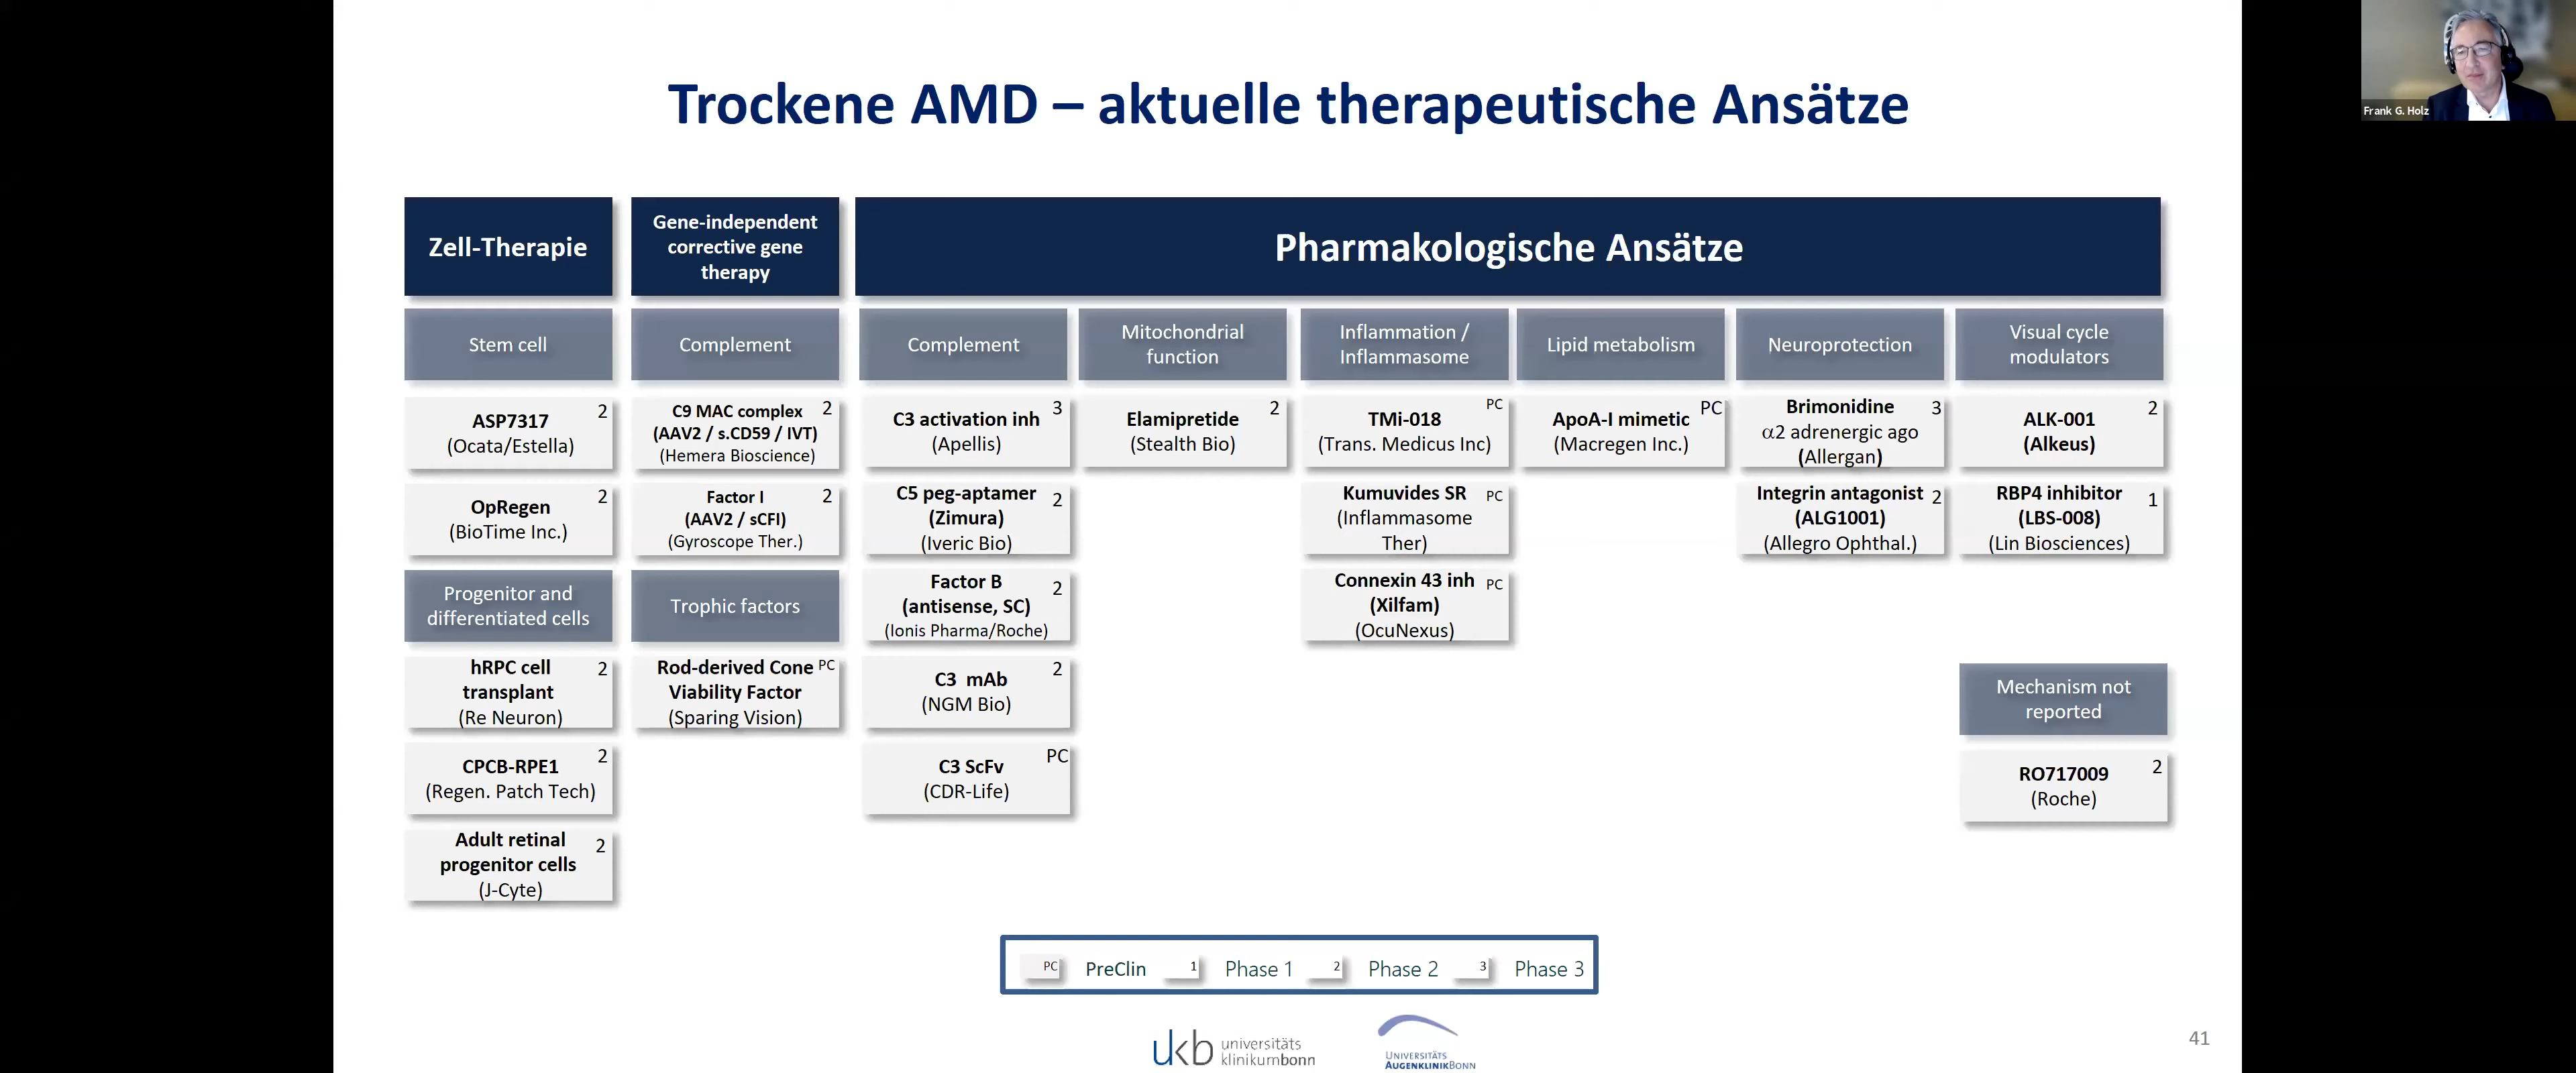 Trockene AMD – aktuelle therapeutische Ansätze
Frank G. Holz
Zell-Therapie
Gene-independent
corrective gene
therapy
Pharmakologische Ansätze
Stem cell
Complement
Complement
Mitochondrial
function
Inflammation /
Inflammasome
Lipid metabolism
Neuroprotection
Visual cycle
modulators
ASP7317
(Ocata/Estella)
2
C9 MAC complex
(AAV2 / s.CD59 / IVT)
(Hemera Bioscience)
2
C3 activation inh
(Apellis)
3
Elamipretide
(Stealth Bio)
2
TMi-018
(Trans. Medicus Inc)
PC
ApoA-I mimetic
(Macregen Inc.)
PC
Brimonidine
α2 adrenergic ago
(Allergan)
3
ALK-001
(Alkeus)
2
OpRegen
(BioTime Inc.)
2
Factor I
(AAV2 / sCFI)
(Gyroscope Ther.)
2
C5 peg-aptamer
(Zimura)
(Iveric Bio)
2
Kumuvides SR
(Inflammasome
Ther)
PC
Integrin antagonist
(ALG1001)
(Allegro Ophthal.)
2
RBP4 inhibitor
(LBS-008)
(Lin Biosciences)
1
Progenitor and
differentiated cells
Trophic factors
Factor B
(antisense, SC)
(Ionis Pharma/Roche)
2
Connexin 43 inh
(Xilfam)
(OcuNexus)
PC
hRPC cell
transplant
(Re Neuron)
2
Rod-derived Cone
Viability Factor
(Sparing Vision)
PC
C3 mAb
(NGM Bio)
2
Mechanism not
reported
CPCB-RPE1
(Regen. Patch Tech)
2
C3 ScFv
(CDR-Life)
PC
RO717009
(Roche)
2
Adult retinal
progenitor cells
(J-Cyte)
2
PC PreClin 1 Phase 1 2 Phase 2 3 Phase 3
ukb universitäts
klinikumbonn
UNIVERSITÄTS
AUGENKLINIKBONN
41